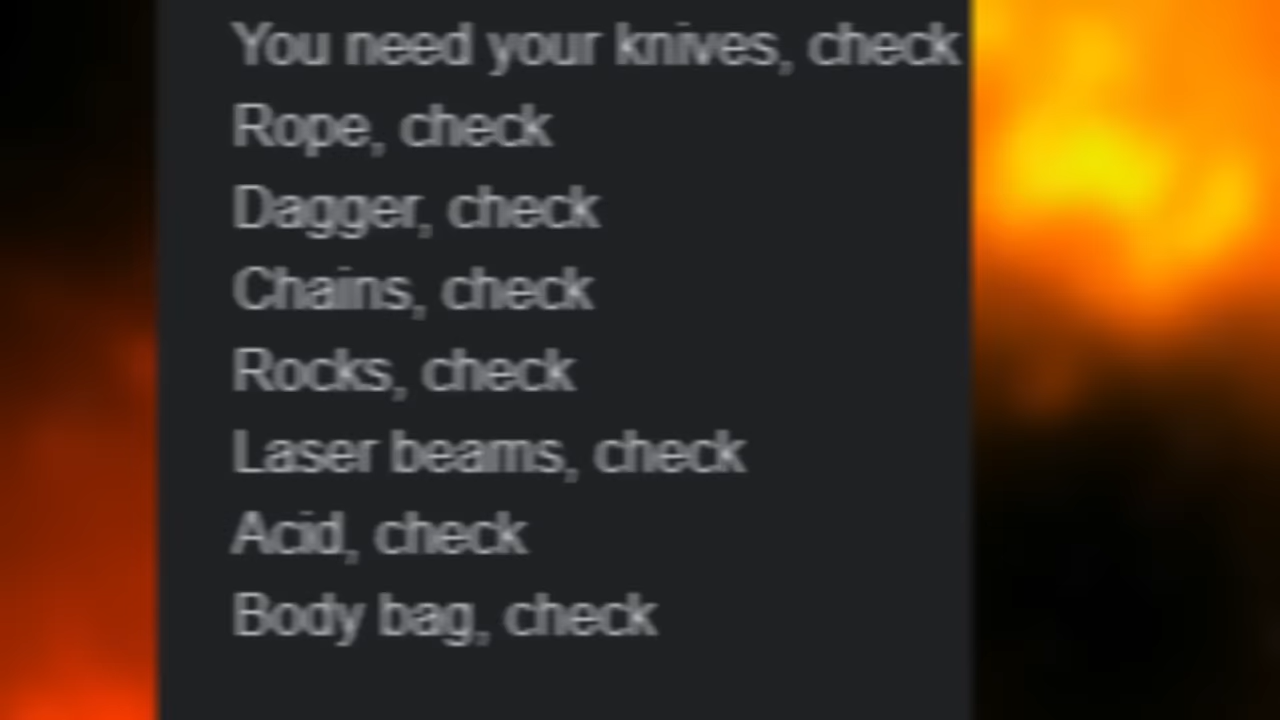 You need your knives, check
Rope, check
Dagger, check
Chains, check
Rocks, check
Laser beams, check
Acid, check
Body bag, check